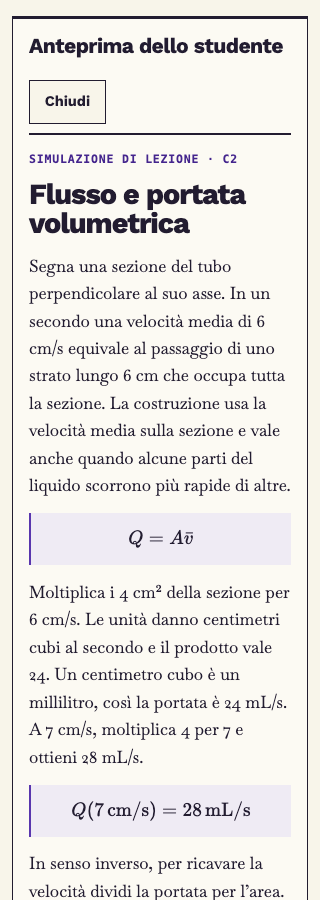 Anteprima dello studente
Chiudi
SIMULAZIONE DI LEZIONE · C2
Flusso e portata
volumetrica
Segna una sezione del tubo
perpendicolare al suo asse. In un
secondo una velocità media di 6
cm/s equivale al passaggio di uno
strato lungo 6 cm che occupa tutta
la sezione. La costruzione usa la
velocità media sulla sezione e vale
anche quando alcune parti del
liquido scorrono più rapide di altre.
Q = Av̄
Moltiplica i 4 cm² della sezione per
6 cm/s. Le unità danno centimetri
cubi al secondo e il prodotto vale
24. Un centimetro cubo è un
millilitro, così la portata è 24 mL/s.
A 7 cm/s, moltiplica 4 per 7 e
ottieni 28 mL/s.
Q(7 cm/s) = 28 mL/s
In senso inverso, per ricavare la
velocità dividi la portata per l’area.